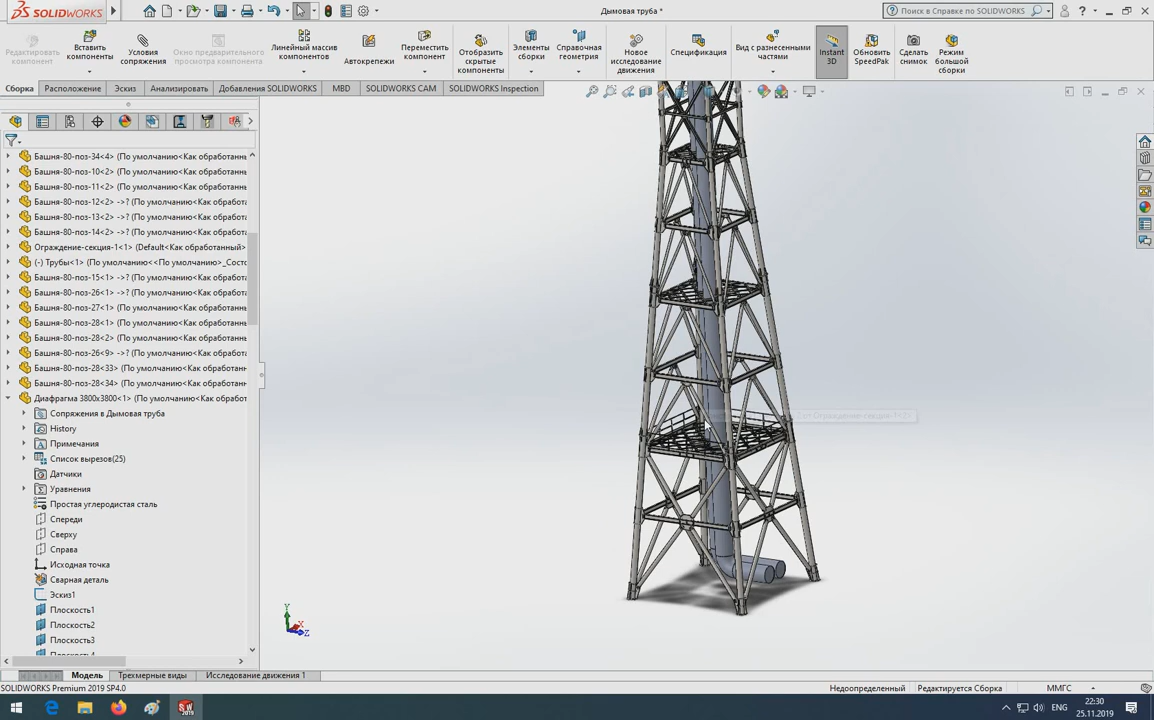 SOLIDWORKS
Дымовая труба *
Поиск в Справке по SOLIDWORKS
Редактировать компонент
Вставить компоненты
Условия сопряжения
Окно предварительного просмотра компонента
Линейный массив компонентов
Автокрепежи
Переместить компонент
Отобразить скрытые компоненты
Элементы сборки
Справочная геометрия
Новое исследование движения
Спецификация
Вид с разнесенными частями
Instant 3D
Обновить SpeedPak
Сделать снимок
Режим большой сборки
Сборка
Расположение
Эскиз
Анализировать
Добавления SOLIDWORKS
MBD
SOLIDWORKS CAM
SOLIDWORKS Inspection
Башня-80-поз-34<4> (По умолчанию<Как обработанны
Башня-80-поз-10<2> (По умолчанию<Как обработанны
Башня-80-поз-11<2> (По умолчанию<Как обработанны
Башня-80-поз-12<2> ->? (По умолчанию<Как обработа
Башня-80-поз-13<2> ->? (По умолчанию<Как обработа
Башня-80-поз-14<2> ->? (По умолчанию<Как обработа
Ограждение-секция-1<1> (Default<Как обработанный>
(-) Трубы<1> (По умолчанию<<По умолчанию>_Состо
Башня-80-поз-15<1> ->? (По умолчанию<Как обработа
Башня-80-поз-26<1> ->? (По умолчанию<Как обработа
Башня-80-поз-27<1> (По умолчанию<Как обработанны
Башня-80-поз-28<1> (По умолчанию<Как обработанны
Башня-80-поз-28<2> (По умолчанию<Как обработанны
Башня-80-поз-26<9> ->? (По умолчанию<Как обработа
Башня-80-поз-28<33> (По умолчанию<Как обработанн
Башня-80-поз-28<34> (По умолчанию<Как обработанн
Диафрагма 3800x3800<1> (По умолчанию<Как обработ
Сопряжения в Дымовая труба
History
Примечания
Список вырезов(25)
Датчики
Уравнения
Простая углеродистая сталь
Спереди
Сверху
Справа
Исходная точка
Сварная деталь
Эскиз1
Плоскость1
Плоскость2
Плоскость3
Y
X
Z
Модель
Трехмерные виды
Исследование движения 1
SOLIDWORKS Premium 2019 SP4.0
Недоопределенный
Редактируется Сборка
ММГС
ENG
22:30
25.11.2019